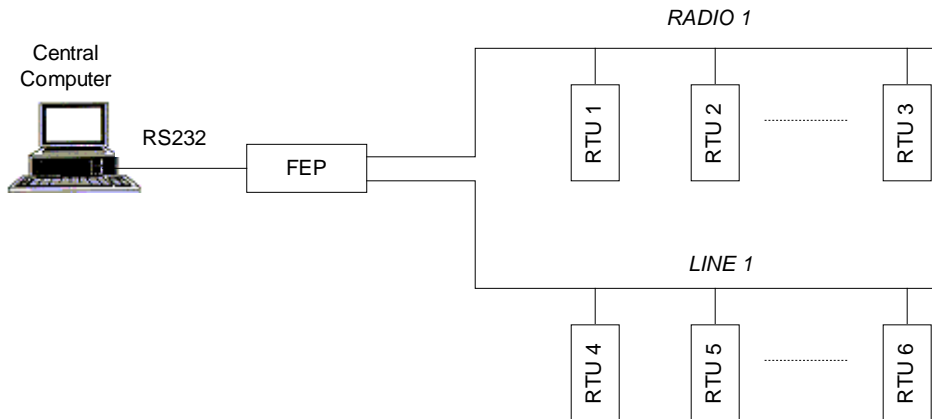 RADIO 1
Central
Computer
RS232
FEP
RTU 1
RTU 2
RTU 3
LINE 1
RTU 4
RTU 5
RTU 6